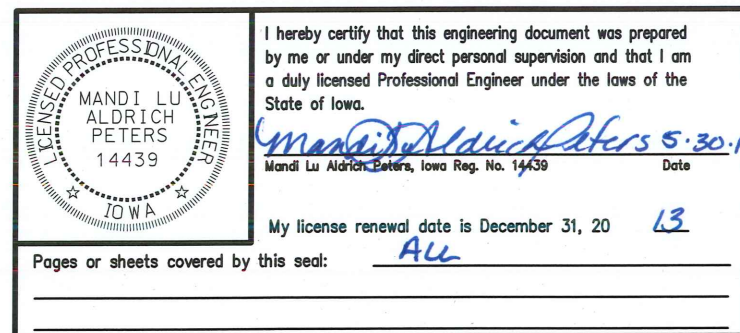 LICENSED PROFESSIONAL ENGINEER
MANDI LU
ALDRICH
PETERS
14439
IOWA
I hereby certify that this engineering document was prepared
by me or under my direct personal supervision and that I am
a duly licensed Professional Engineer under the laws of the
State of Iowa.
Mandi Lu Aldrich Peters 5.30.1
Mandi Lu Aldrich Peters, Iowa Reg. No. 14439 Date
My license renewal date is December 31, 20 13
Pages or sheets covered by this seal: ALL